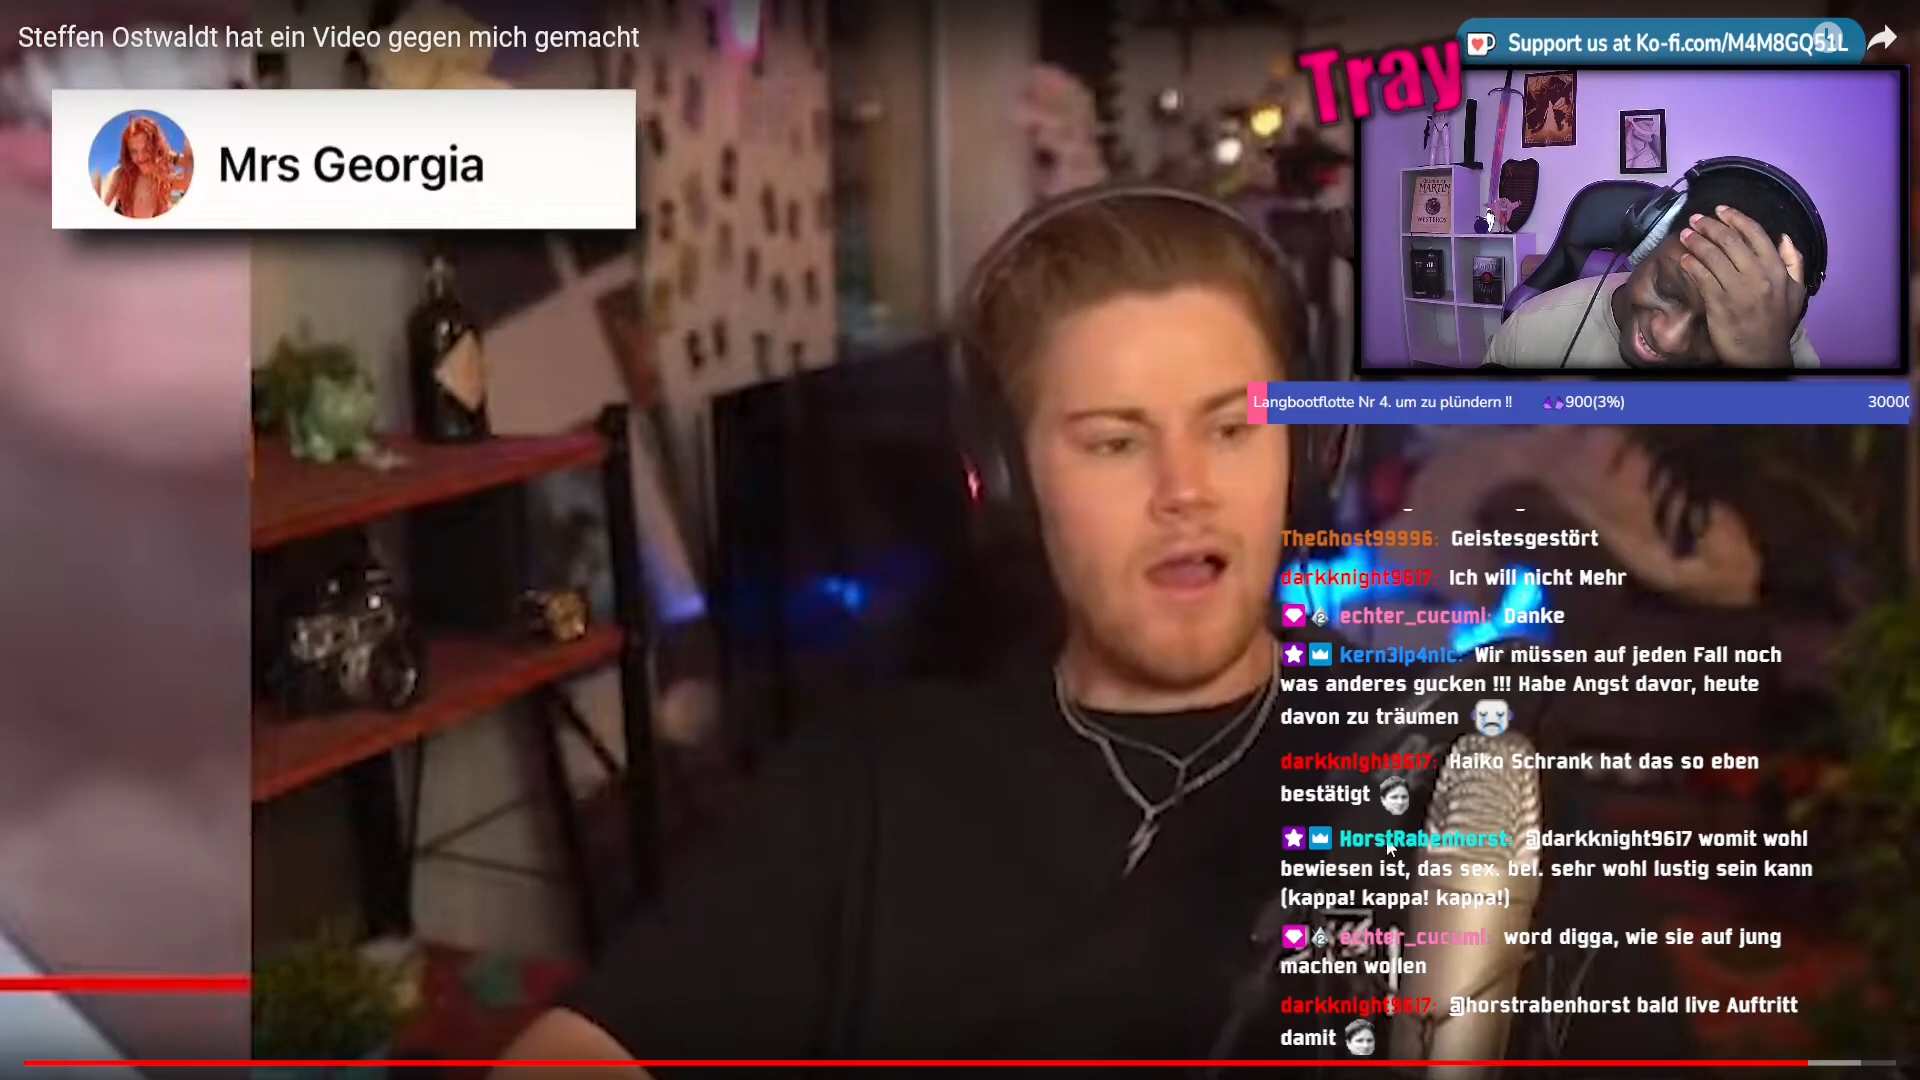 Steffen Ostwaldt hat ein Video gegen mich gemacht
Support us at Ko-fi.com/M4M8GQ51L
Tray
Mrs Georgia
MARTIN
WESTEROS
Langbootflotte Nr 4. um zu plündern !! 900(3%)
TheGhost99996: Geistesgestört
darkknight9617: Ich will nicht Mehr
echter_cucumi: Danke
kern3lp4nic: Wir müssen auf jeden Fall noch
was anderes gucken !!! Habe Angst davor, heute
davon zu träumen
darkknight9617: Haiko Schrank hat das so eben
bestätigt
HorstRabenhorst: @darkknight9617 womit wohl
bewiesen ist, das sex. bel. sehr wohl lustig sein kann
(kappa! kappa! kappa!)
echter_cucumi: word digga, wie sie auf jung
machen wollen
darkknight9617: @horstrabenhorst bald live Auftritt
damit